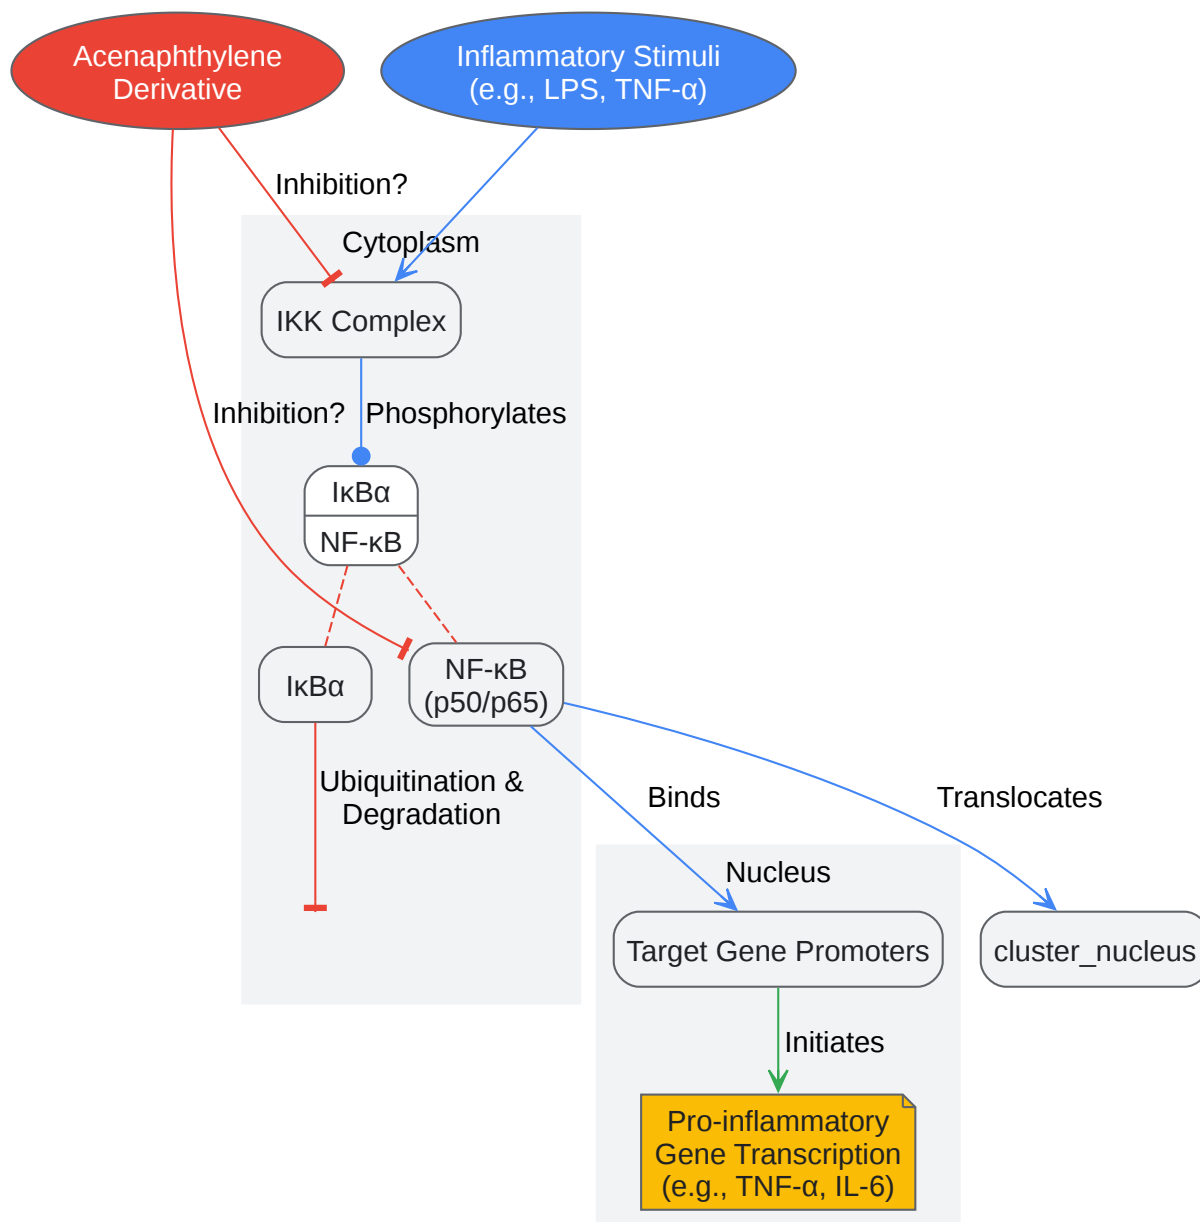 Acenaphthylene
Derivative
Inflammatory Stimuli
(e.g., LPS, TNF-α)
Inhibition?
Cytoplasm
IKK Complex
Inhibition?
Phosphorylates
IκBα
NF-κB
IκBα
NF-κB
(p50/p65)
Ubiquitination &
Degradation
Binds
Translocates
Nucleus
Target Gene Promoters
cluster_nucleus
Initiates
Pro-inflammatory
Gene Transcription
(e.g., TNF-α, IL-6)